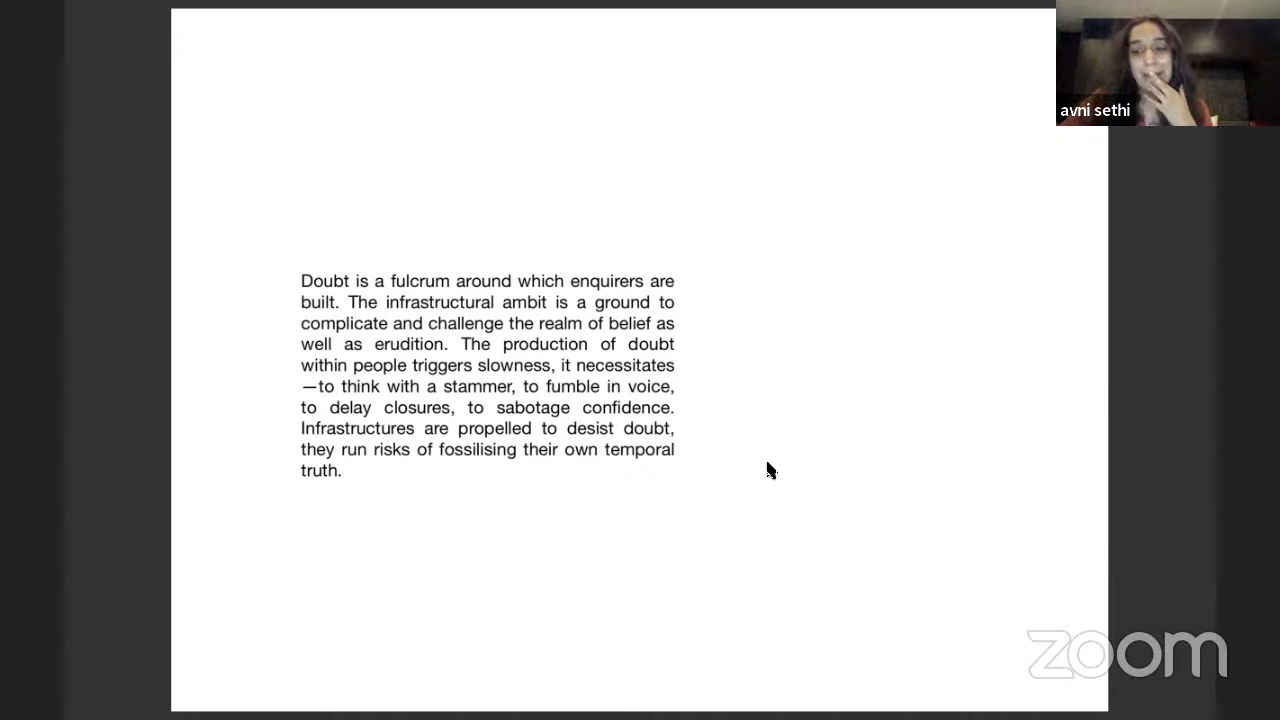 avni sethi
Doubt is a fulcrum around which enquirers are
built. The infrastructural ambit is a ground to
complicate and challenge the realm of belief as
well as erudition. The production of doubt
within people triggers slowness, it necessitates
—to think with a stammer, to fumble in voice,
to delay closures, to sabotage confidence.
Infrastructures are propelled to desist doubt,
they run risks of fossilising their own temporal
truth.
zoom